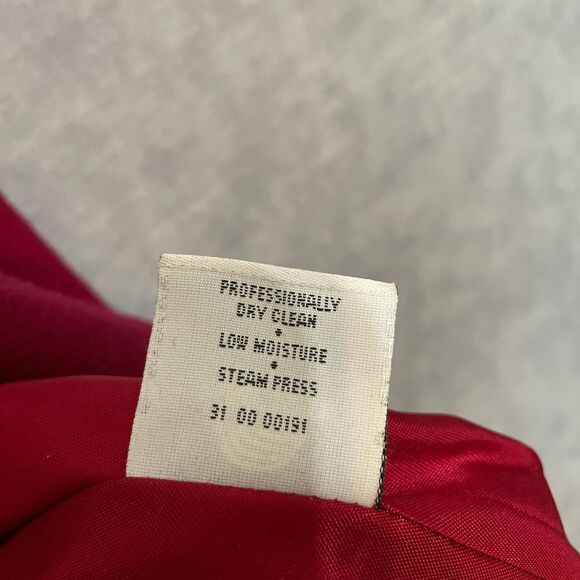 PROFESSIONALLY
DRY CLEAN
•
LOW MOISTURE
•
STEAM PRESS
31 00 00191